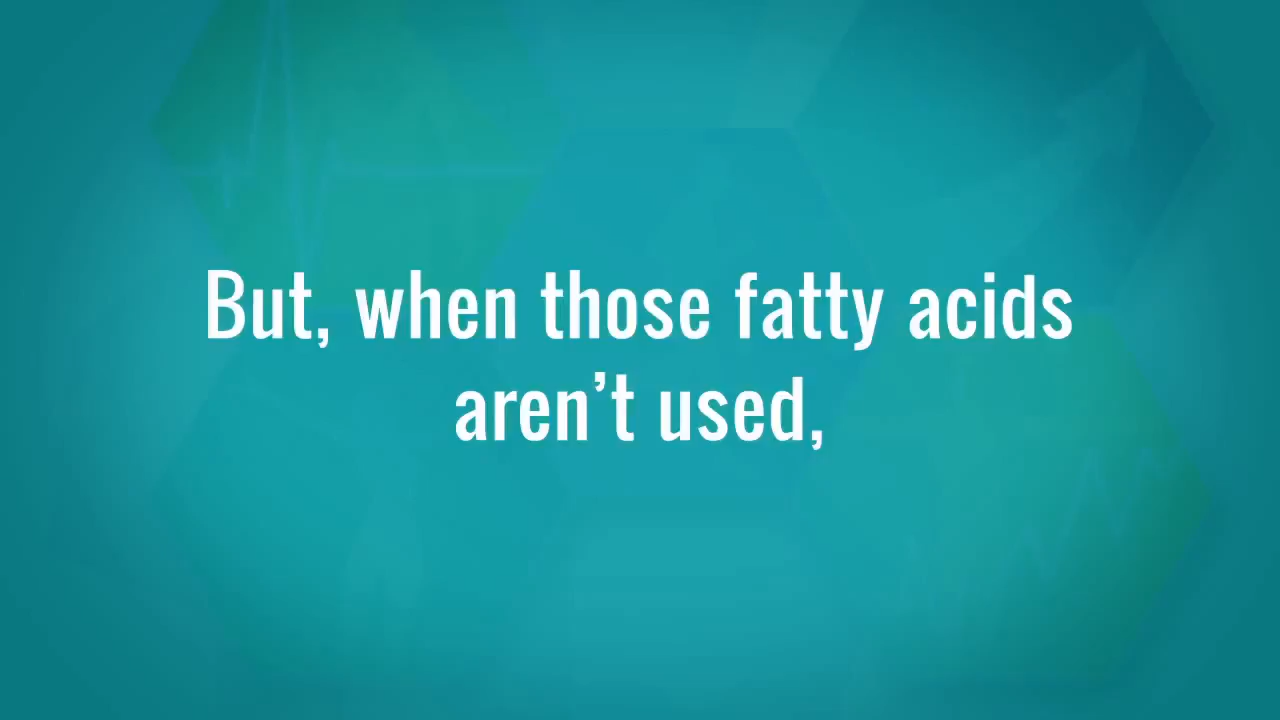 But, when those fatty acids
aren’t used,